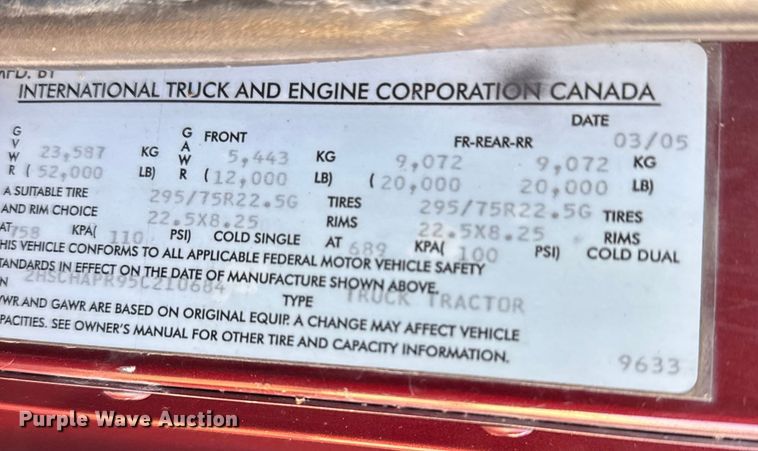 MFD. BY
INTERNATIONAL TRUCK AND ENGINE CORPORATION CANADA
DATE
GVWR 23,587 KG GAWR FRONT 5,443 KG FR-REAR-RR 9,072 9,072 KG 03/05
(52,000 LB) (12,000 LB) (20,000 20,000 LB)
A SUITABLE TIRE 295/75R22.5G TIRES 295/75R22.5G TIRES
AND RIM CHOICE 22.5X8.25 RIMS 22.5X8.25 RIMS
AT 758 KPA( 110 PSI) COLD SINGLE AT 689 KPA( 100 PSI) COLD DUAL
HIS VEHICLE CONFORMS TO ALL APPLICABLE FEDERAL MOTOR VEHICLE SAFETY
TANDARDS IN EFFECT ON THE DATE OF MANUFACTURE SHOWN ABOVE.
N 2HSCHAPR95C210684 TYPE TRUCK TRACTOR
VWR AND GAWR ARE BASED ON ORIGINAL EQUIP. A CHANGE MAY AFFECT VEHICLE
PACITIES. SEE OWNER'S MANUAL FOR OTHER TIRE AND CAPACITY INFORMATION.
9633
Purple Wave Auction